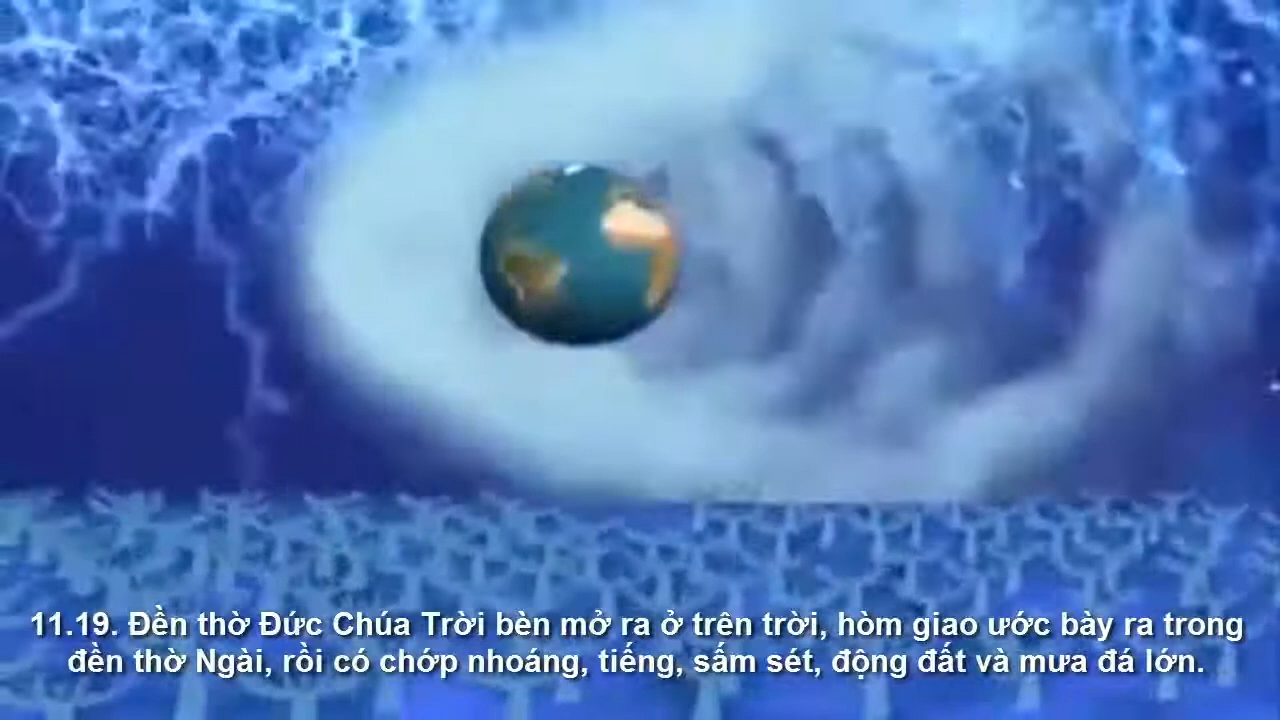 11.19. Đền thờ Đức Chúa Trời bèn mở ra ở trên trời, hòm giao ước bày ra trong
đền thờ Ngài, rồi có chớp nhoáng, tiếng, sấm sét, động đất và mưa đá lớn.